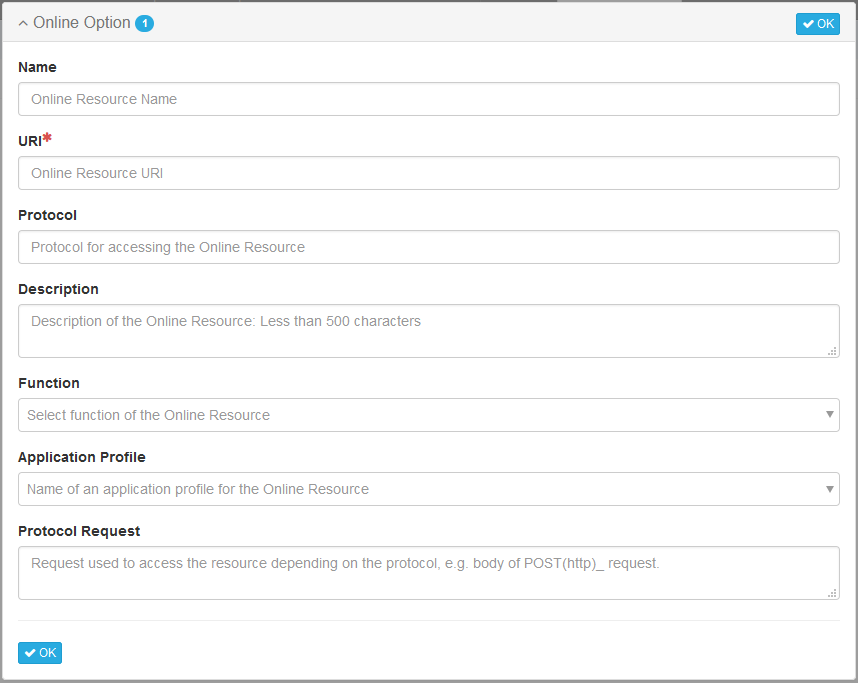 Online Option 1
OK
Name
Online Resource Name
URI*
Online Resource URI
Protocol
Protocol for accessing the Online Resource
Description
Description of the Online Resource: Less than 500 characters
Function
Select function of the Online Resource
Application Profile
Name of an application profile for the Online Resource
Protocol Request
Request used to access the resource depending on the protocol, e.g. body of POST(http)_ request.
OK